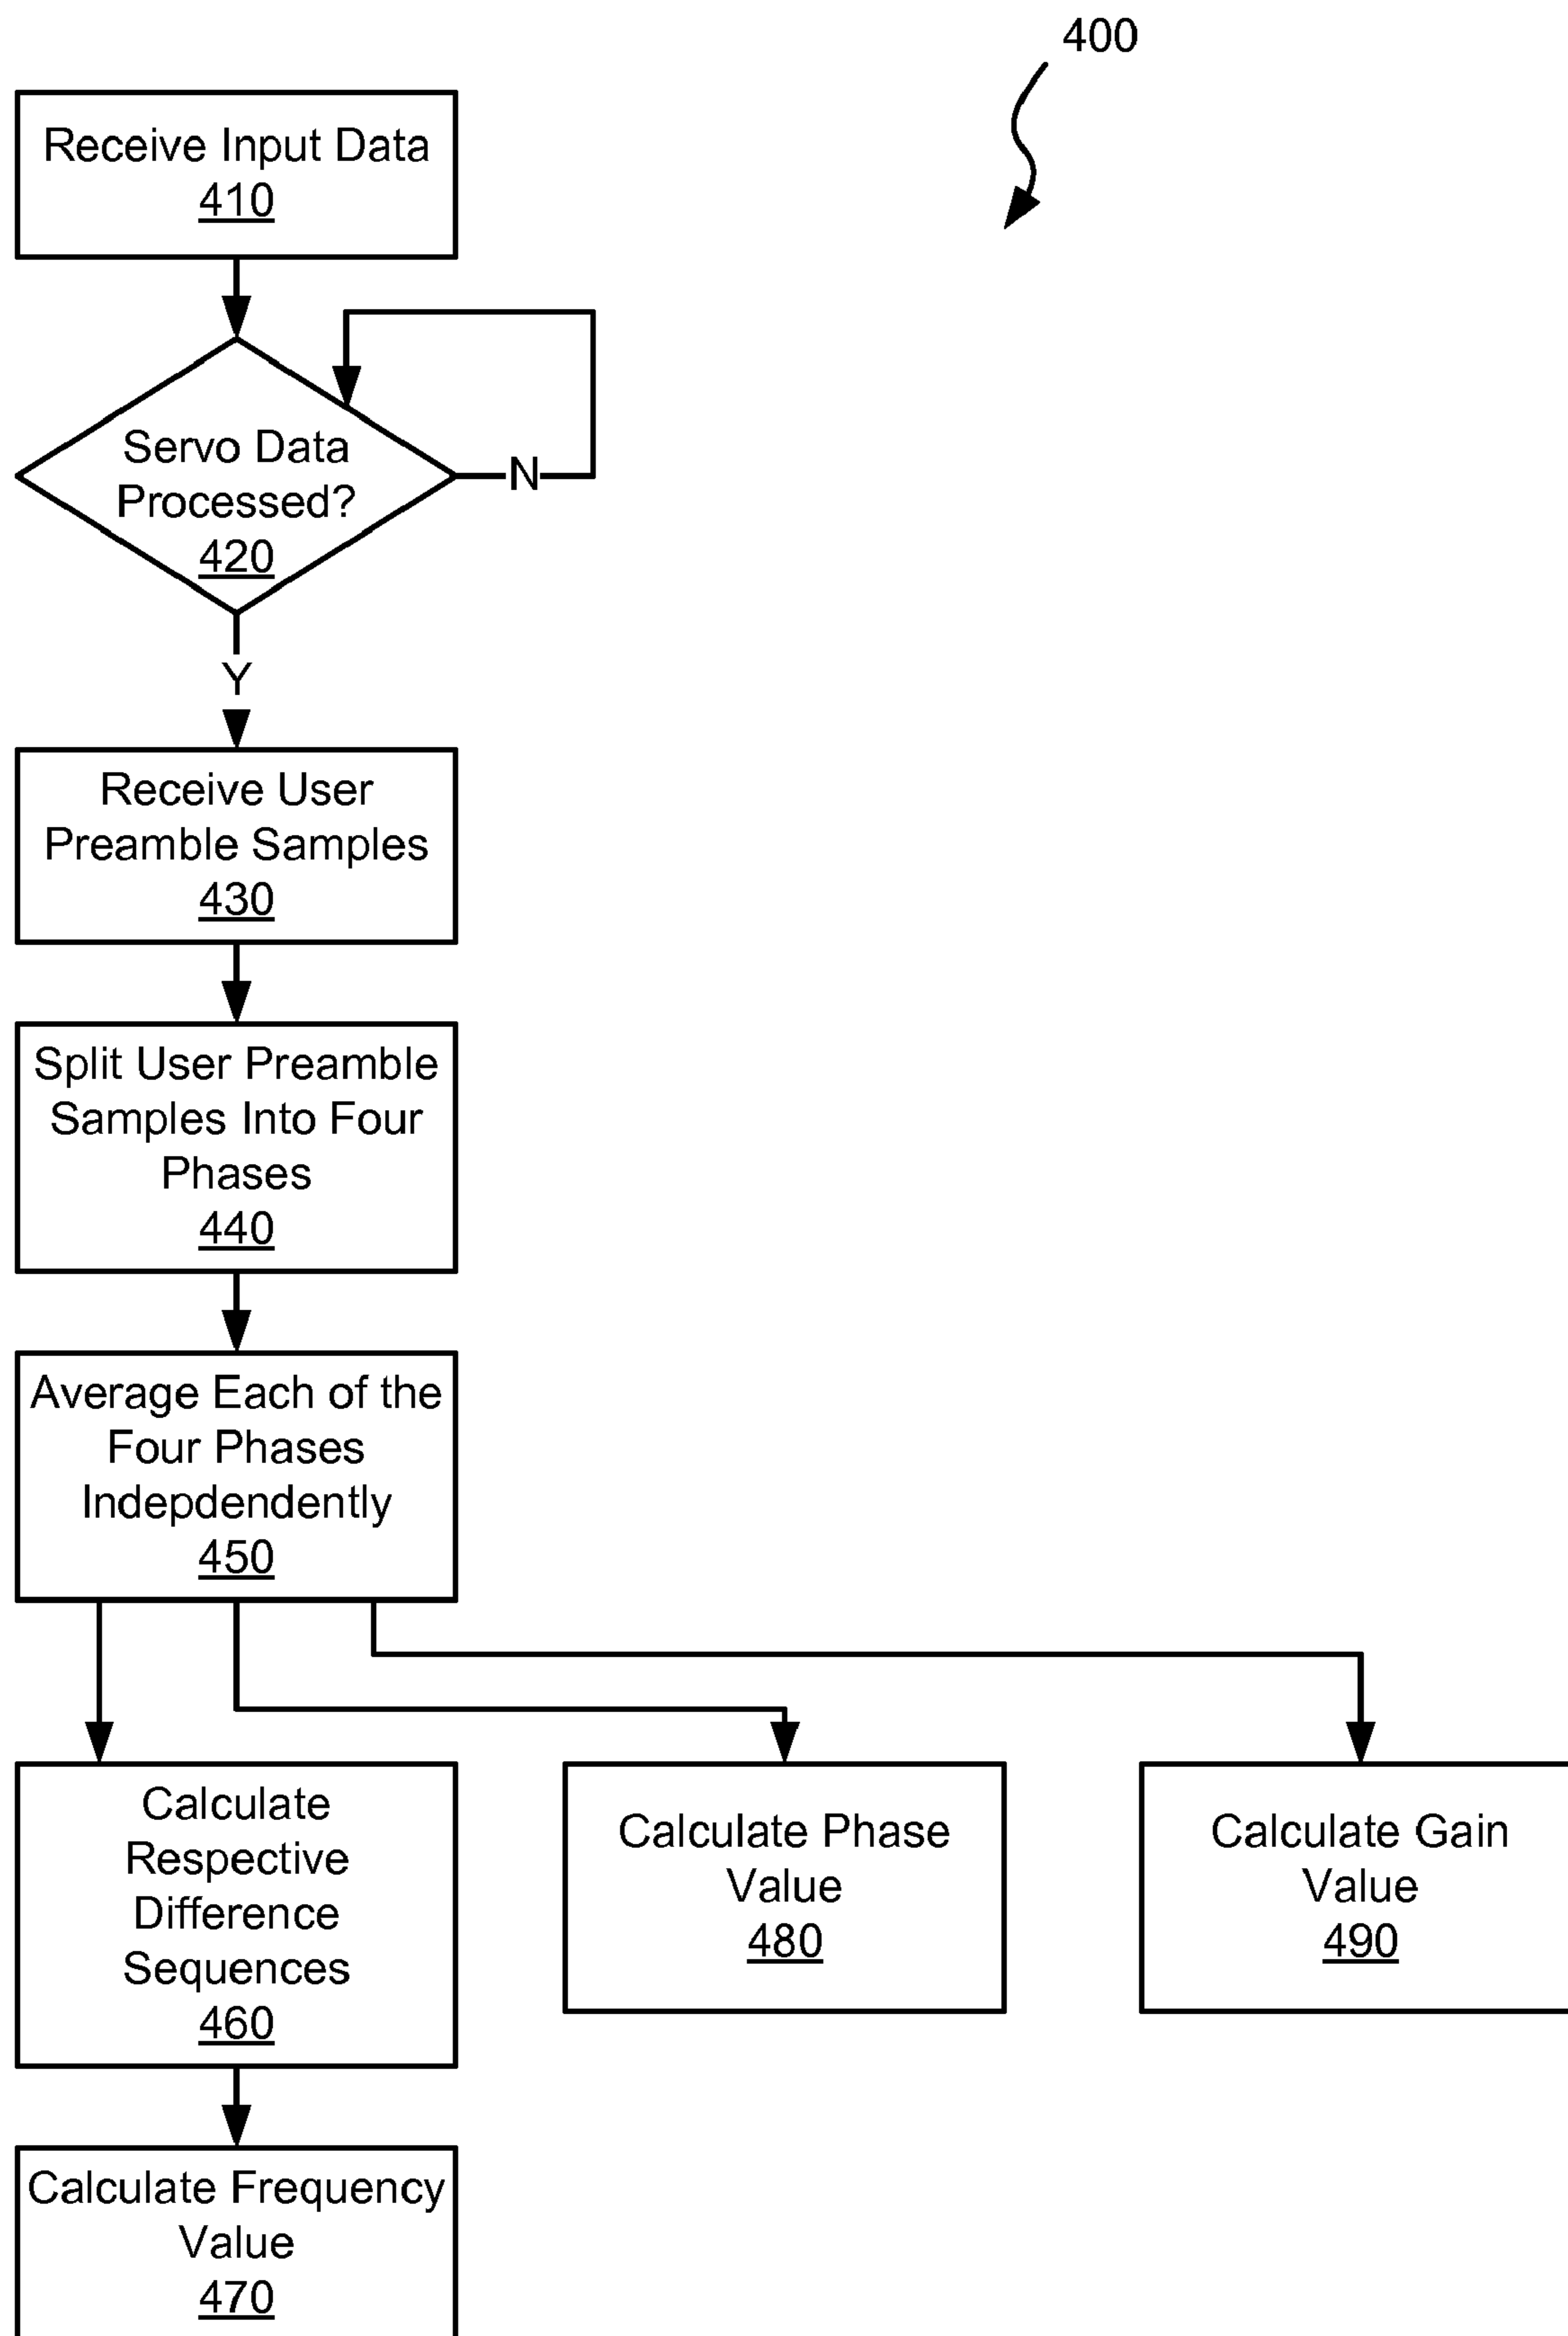 400
Receive Input Data
410
Servo Data
Processed?
420
N
Y
Receive User
Preamble Samples
430
Split User Preamble
Samples Into Four
Phases
440
Average Each of the
Four Phases
Indepdendently
450
Calculate
Respective
Difference
Sequences
460
Calculate Phase
Value
480
Calculate Gain
Value
490
Calculate Frequency
Value
470